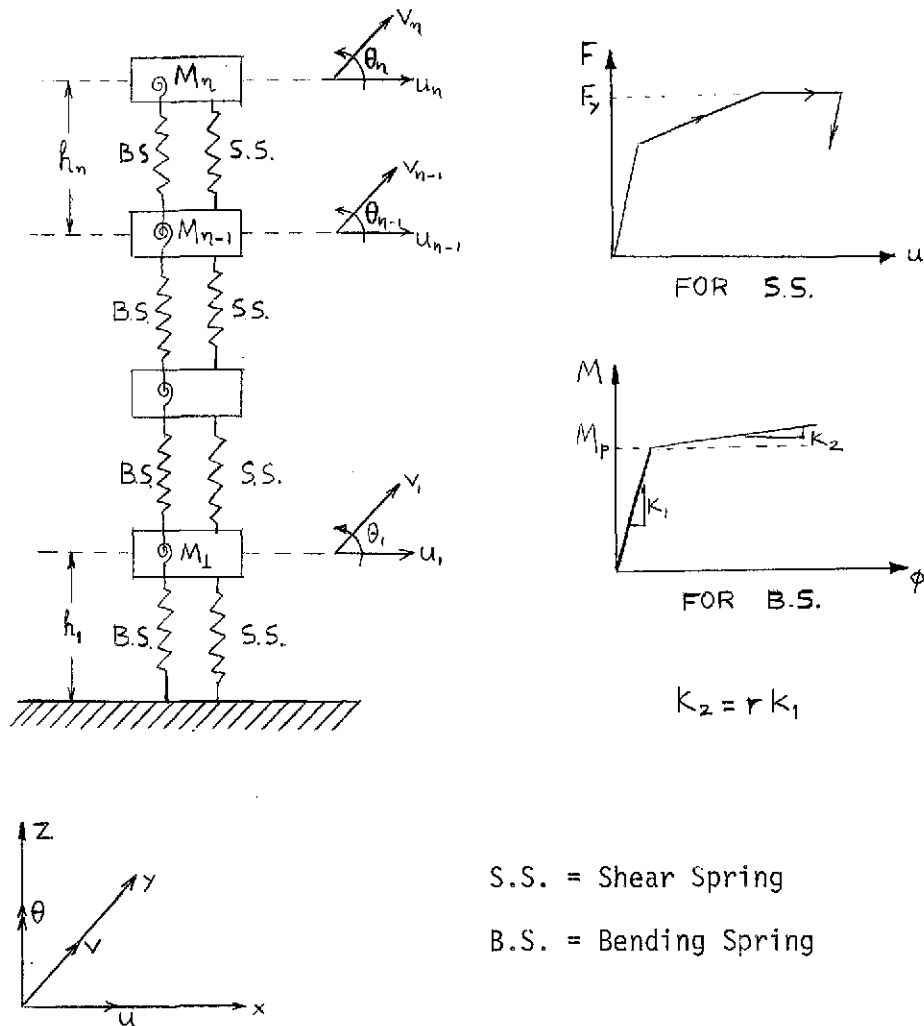 Vn
θn
un
Mn
hn
B.S
S.S.
Vn-1
θn-1
un-1
Mn-1
B.S.
S.S.
B.S
S.S.
V1
θ1
u1
M1
h1
B.S.
S.S.
F
Fy
u
FOR S.S.
M
Mp
K2
K1
φ
FOR B.S.
K2 = r K1
Z
θ
y
V
x
u
S.S. = Shear Spring
B.S. = Bending Spring